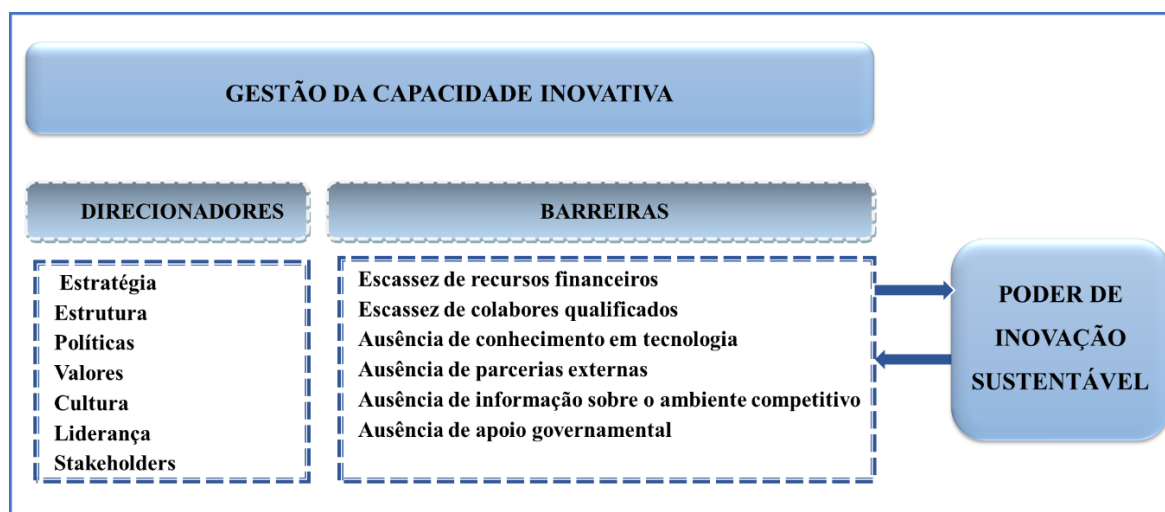 GESTÃO DA CAPACIDADE INOVATIVA
DIRECIONADORES
Estratégia
Estrutura
Políticas
Valores
Cultura
Liderança
Stakeholders
BARREIRAS
Escassez de recursos financeiros
Escassez de colabores qualificados
Ausência de conhecimento em tecnologia
Ausência de parcerias externas
Ausência de informação sobre o ambiente competitivo
Ausência de apoio governamental
PODER DE
INOVAÇÃO
SUSTENTÁVEL